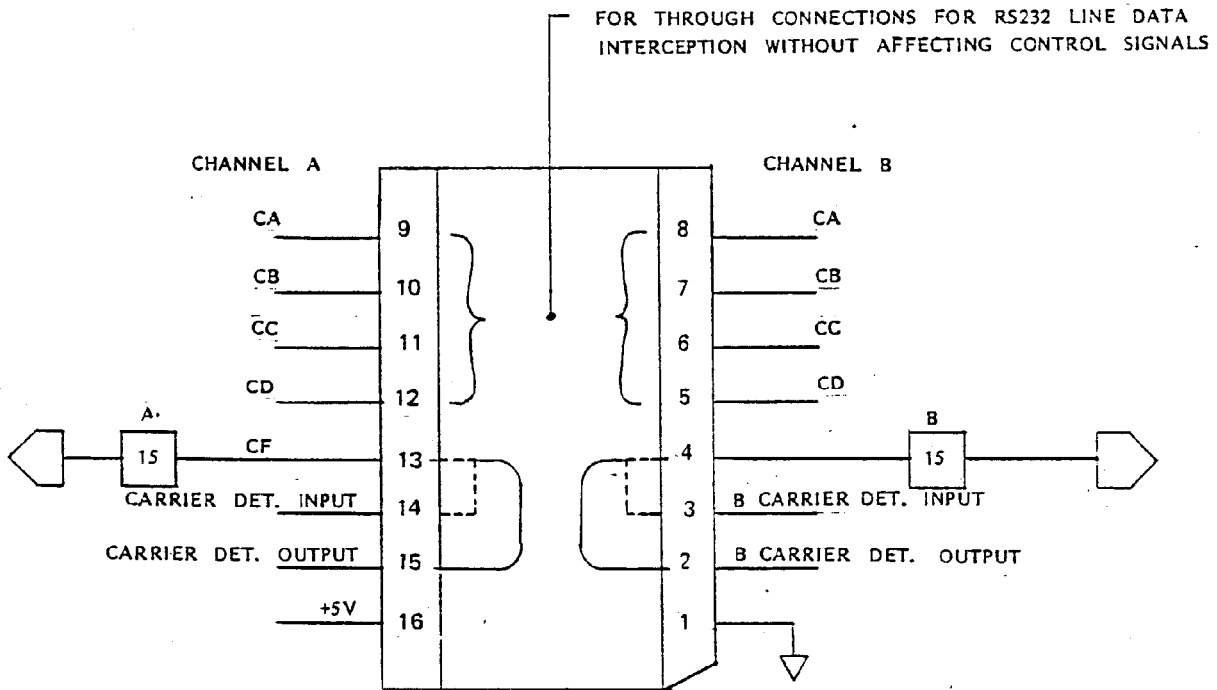 FOR THROUGH CONNECTIONS FOR RS232 LINE DATA
INTERCEPTION WITHOUT AFFECTING CONTROL SIGNALS
CHANNEL A
CHANNEL B
CA 9 8 CA
CB 10 7 CB
CC 11 6 CC
CD 12 5 CD
A B
15 CF 13 4 15
CARRIER DET. INPUT 14 3 B CARRIER DET. INPUT
CARRIER DET. OUTPUT 15 2 B CARRIER DET. OUTPUT
+5V 16 1